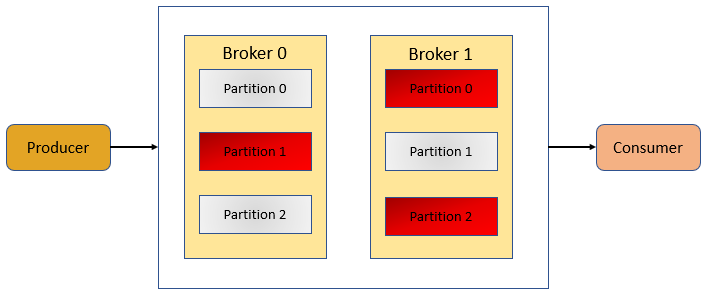 Producer
Broker 0
Partition 0
Partition 1
Partition 2
Broker 1
Partition 0
Partition 1
Partition 2
Consumer